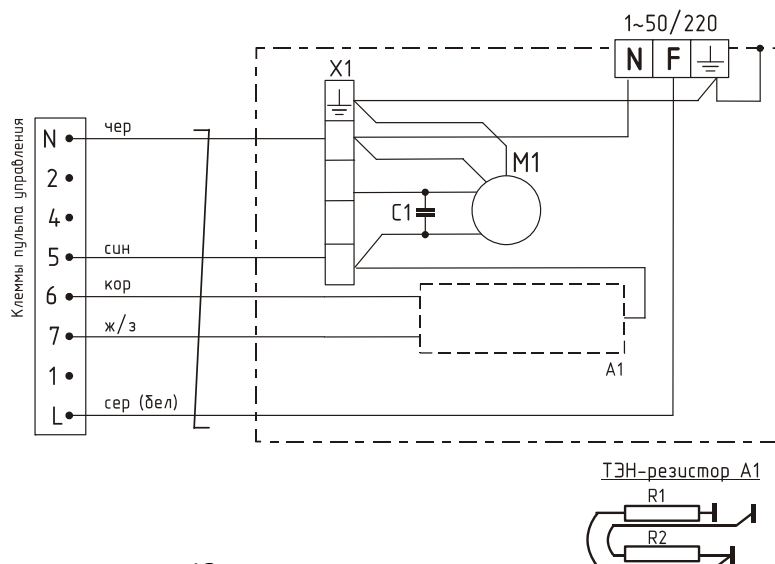 1~50/220
N F
X1
Клеммы пульта управления
N
чер
2
M1
4
C1
5
син
6
кор
7
ж/з
1
A1
L
сер (бел)
ТЭН-резистор А1
R1
R2